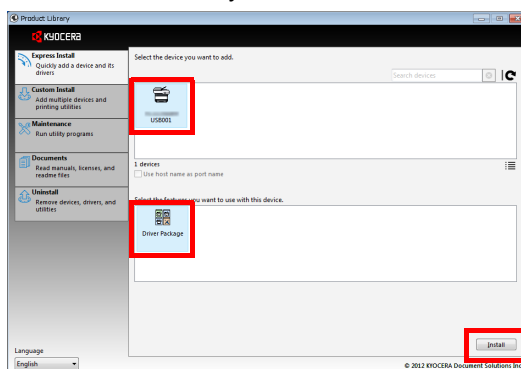 Product Library
KYOCERA
Express Install
Quickly add a device and its
drivers
Custom Install
Add multiple devices and
printing utilities
Maintenance
Run utility programs
Documents
Read manuals, licenses, and
readme files
Uninstall
Remove devices, drivers, and
utilities
Language
English
Select the device you want to add.
Search devices
USB001
1 devices
Use host name as port name
Select the features you want to use with this device.
Driver Package
Install
© 2012 KYOCERA Document Solutions Inc